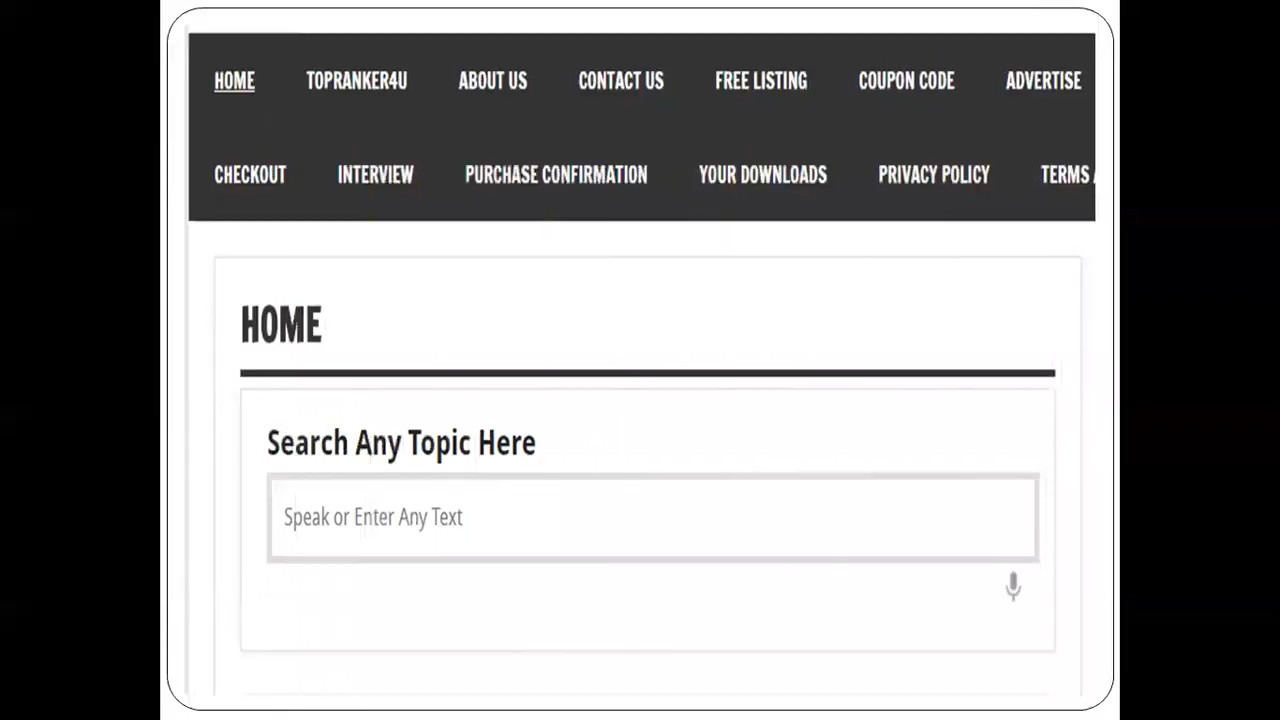 HOME TOPRANKER4U ABOUT US CONTACT US FREE LISTING COUPON CODE ADVERTISE
CHECKOUT INTERVIEW PURCHASE CONFIRMATION YOUR DOWNLOADS PRIVACY POLICY TERMS
HOME
Search Any Topic Here
Speak or Enter Any Text